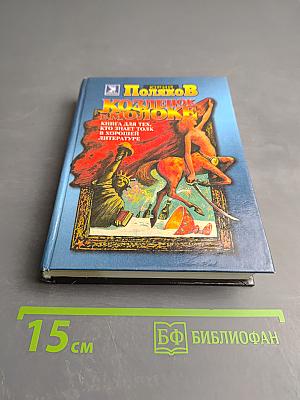 ЮРИЙ
ПОЛЯКОВ
КОЗЛЕНОК
В МОЛОКЕ
КНИГА ДЛЯ ТЕХ,
КТО ЗНАЕТ ТОЛК
В ХОРОШЕЙ
ЛИТЕРАТУРЕ
15 см
БФ БИБЛИОФАН